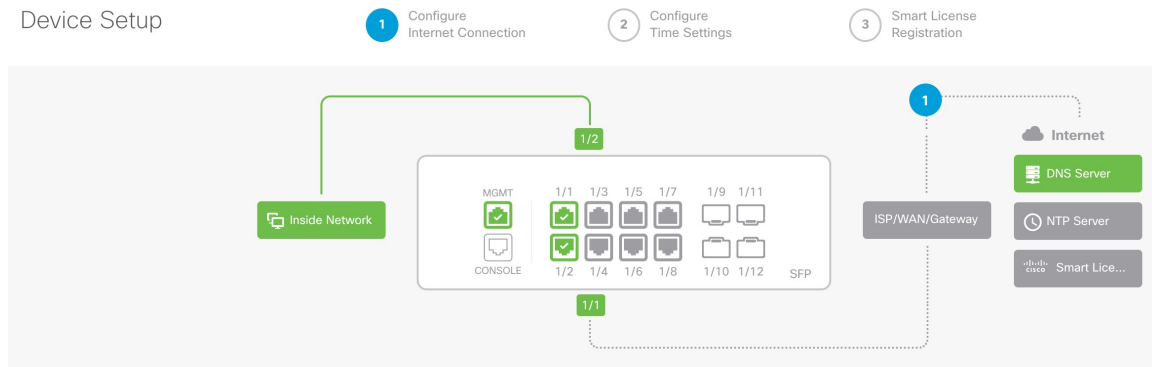 Device Setup
1
Configure
Internet Connection
2
Configure
Time Settings
3
Smart License
Registration
1
1/2
Internet
MGMT
1/1 1/3 1/5 1/7 1/9 1/11
DNS Server
Inside Network
ISP/WAN/Gateway
NTP Server
CONSOLE
1/2 1/4 1/6 1/8 1/10 1/12
SFP
cisco Smart Lice...
1/1